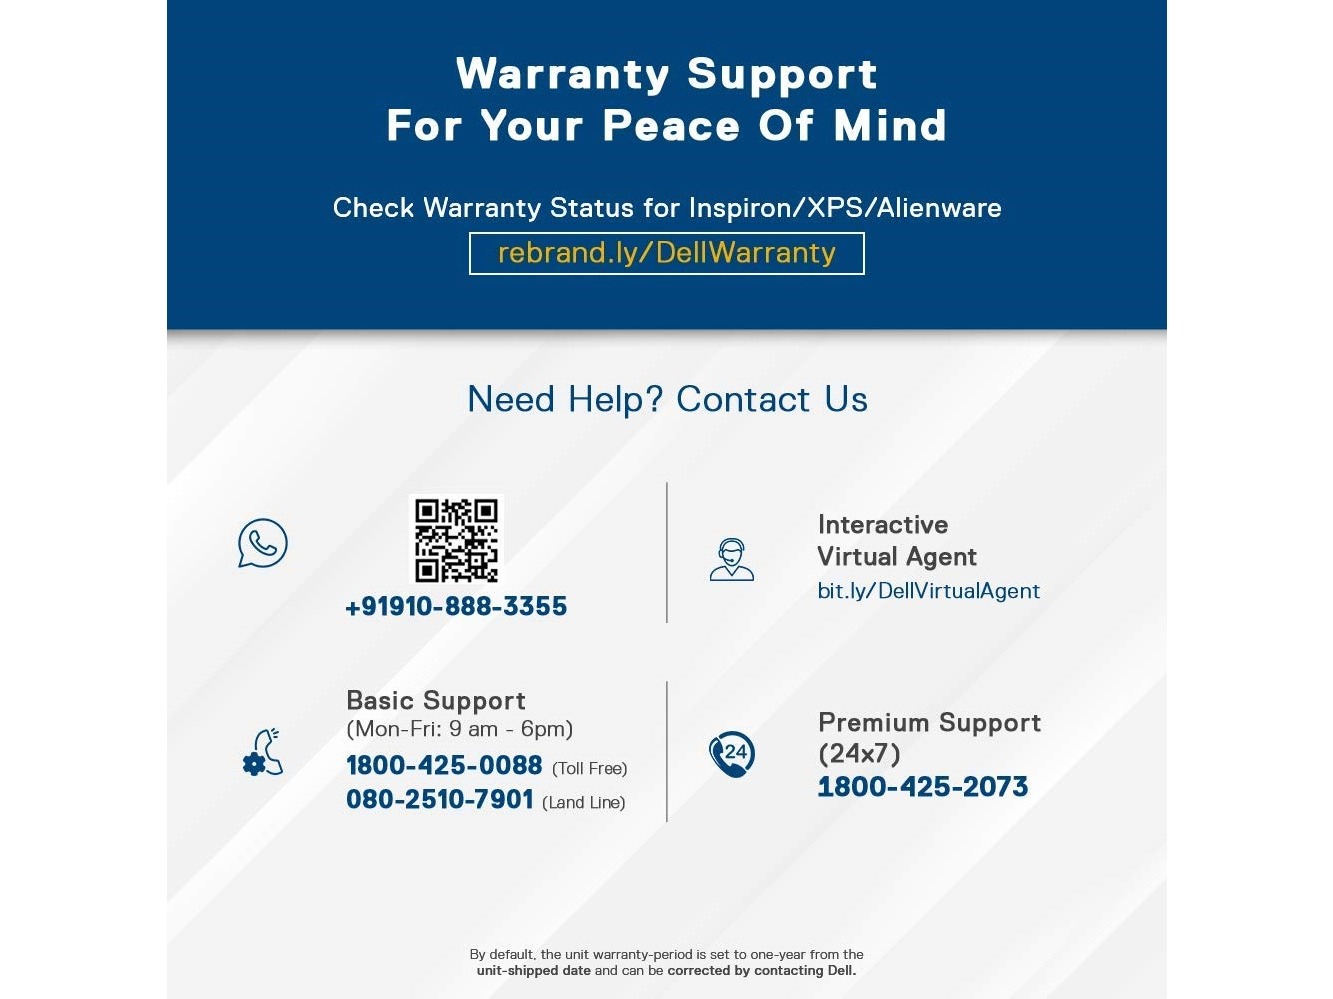 Warranty Support
For Your Peace Of Mind
Check Warranty Status for Inspiron/XPS/Alienware
rebrand.ly/DellWarranty
Need Help? Contact Us
+91910-888-3355
Interactive
Virtual Agent
bit.ly/DellVirtualAgent
Basic Support
(Mon-Fri: 9 am - 6pm)
1800-425-0088 (Toll Free)
080-2510-7901 (Land Line)
24
Premium Support
(24x7)
1800-425-2073
By default, the unit warranty-period is set to one-year from the
unit-shipped date and can be corrected by contacting Dell.